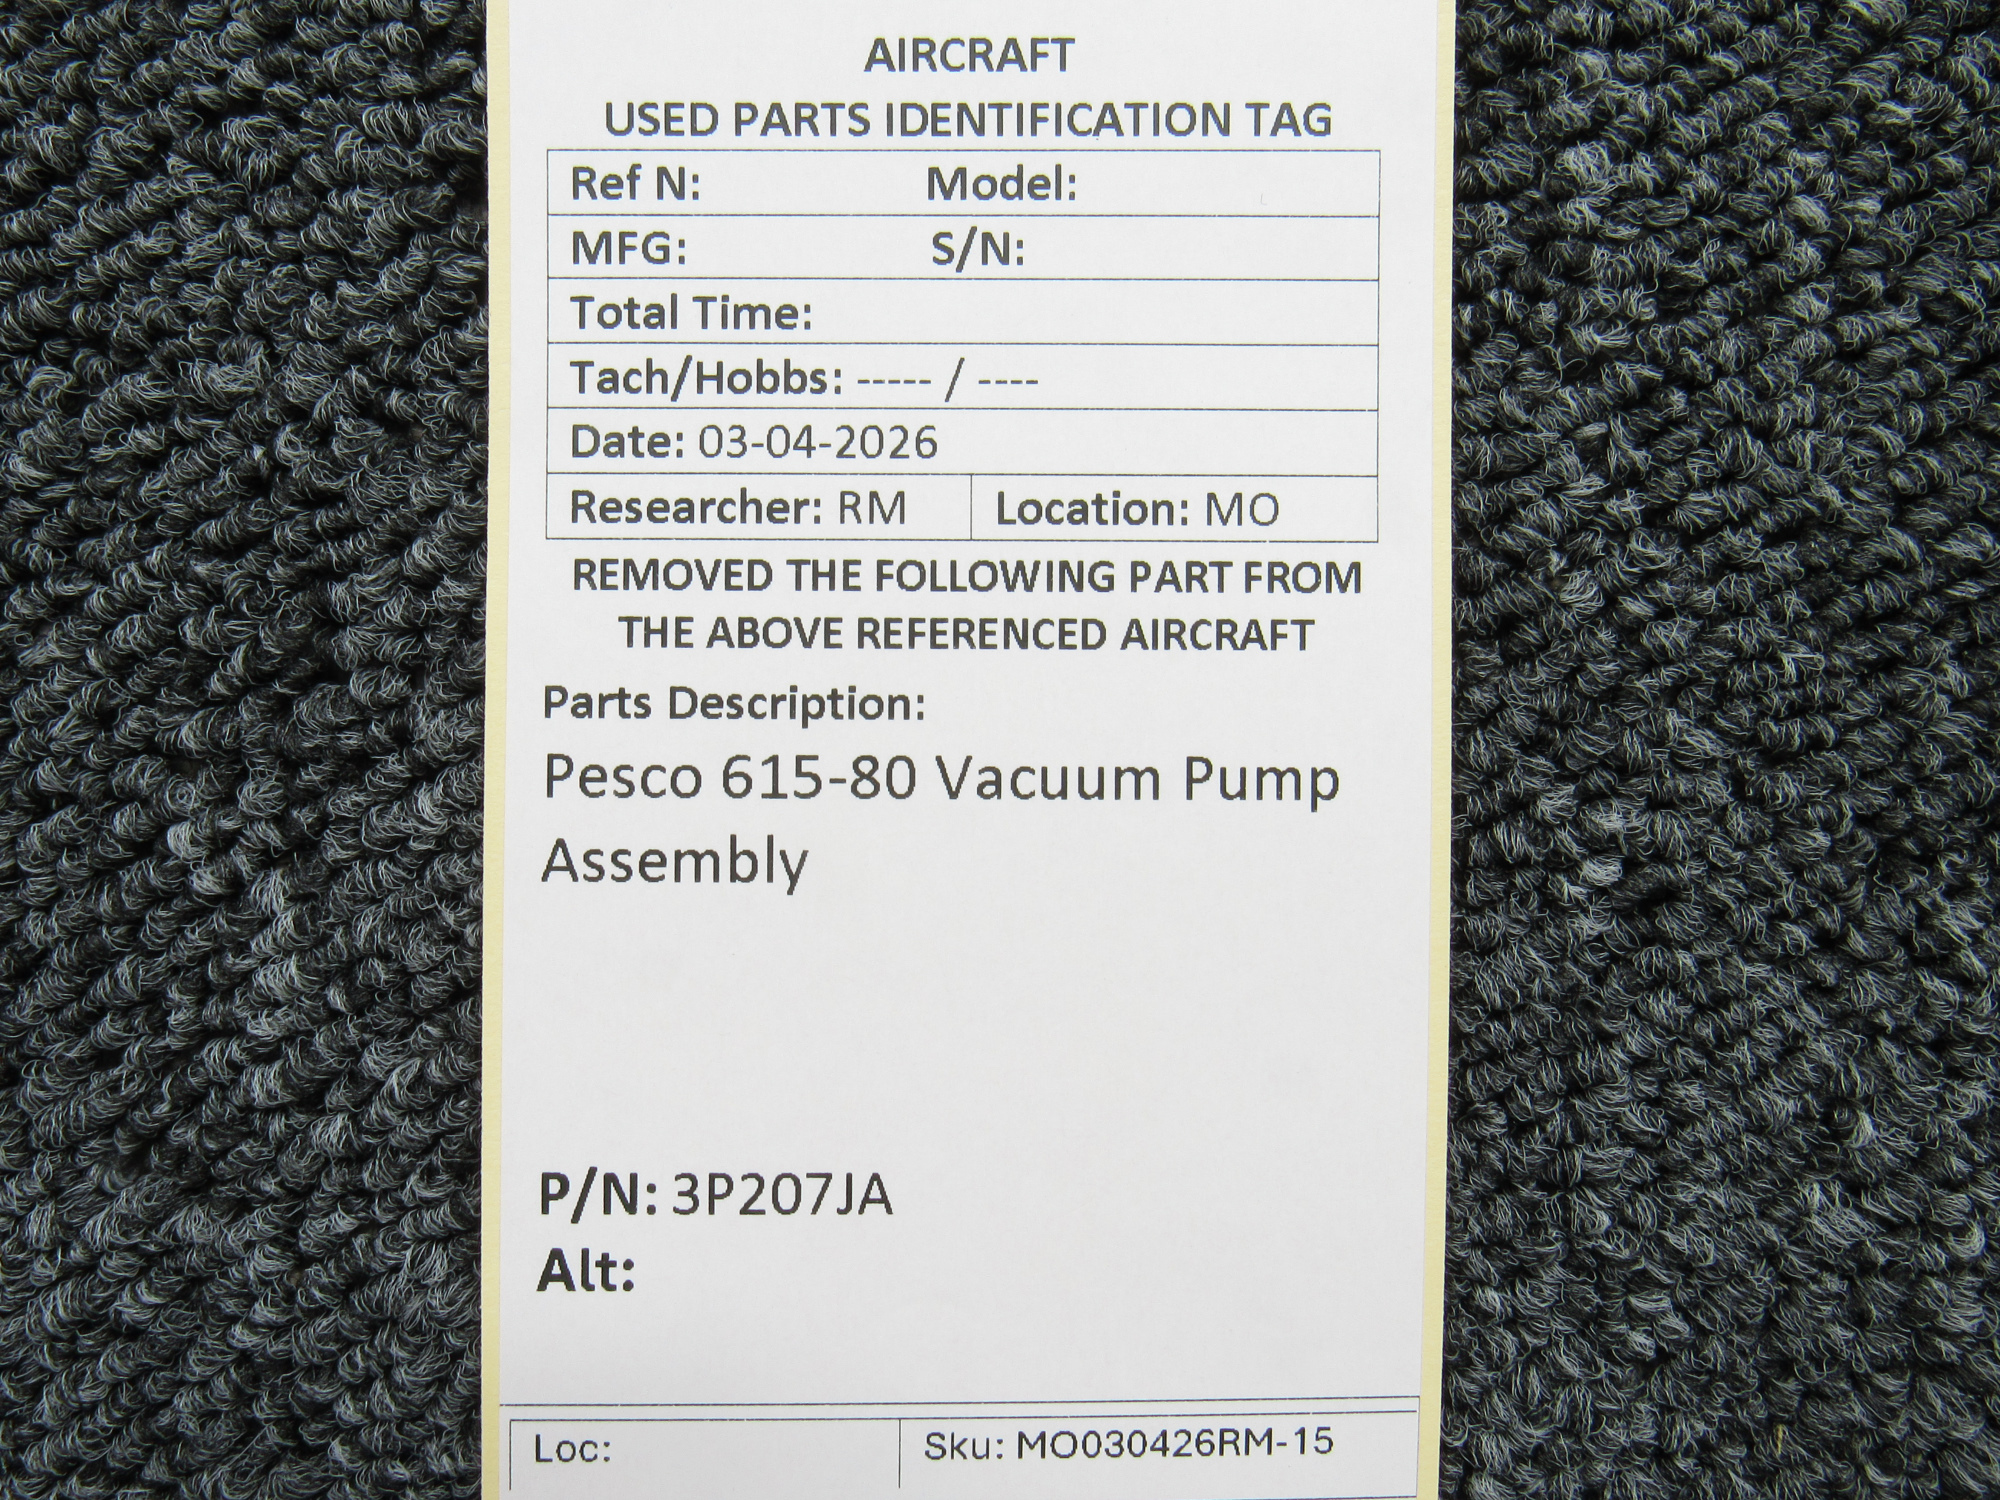 AIRCRAFT
USED PARTS IDENTIFICATION TAG
Ref N: Model:
MFG: S/N:
Total Time:
Tach/Hobbs: ----- / ----
Date: 03-04-2026
Researcher: RM Location: MO
REMOVED THE FOLLOWING PART FROM
THE ABOVE REFERENCED AIRCRAFT
Parts Description:
Pesco 615-80 Vacuum Pump
Assembly
P/N: 3P207JA
Alt:
Loc: Sku: MO030426RM-15